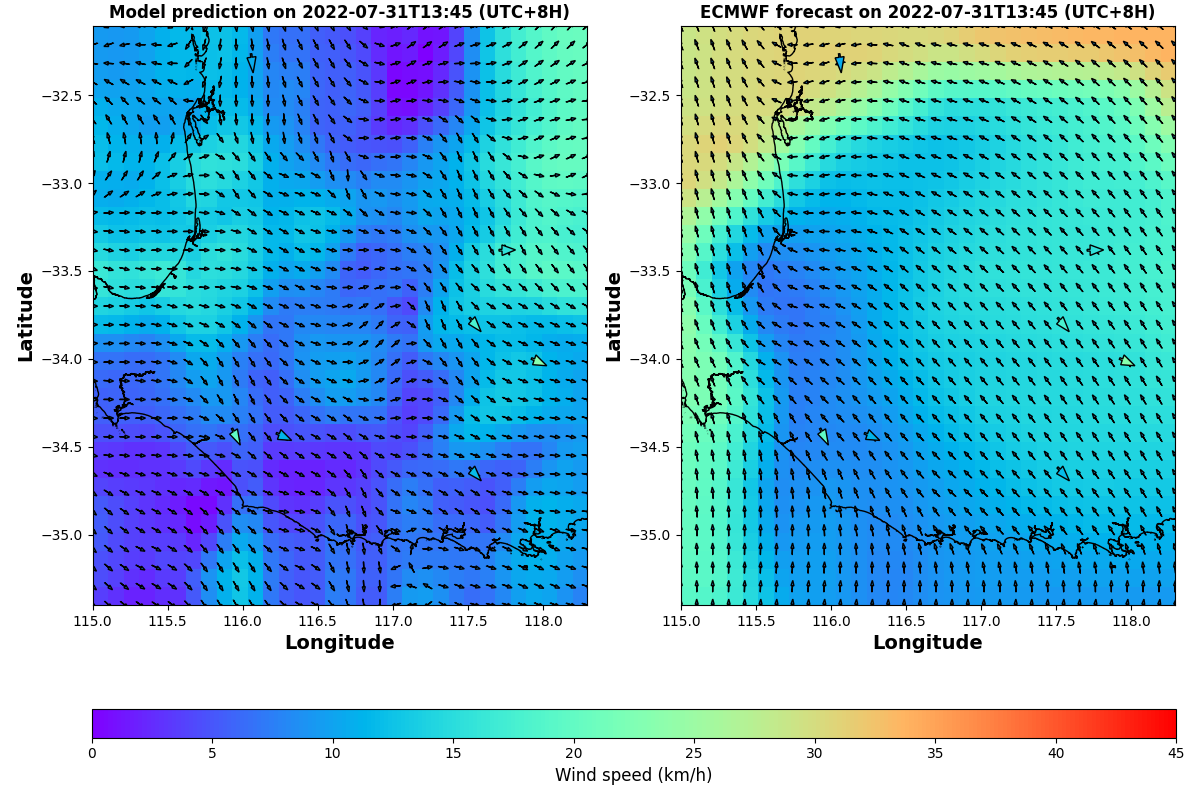 Model prediction on 2022-07-31T13:45 (UTC+8H)
ECMWF forecast on 2022-07-31T13:45 (UTC+8H)
Latitude
−32.5
−33.0
−33.5
−34.0
−34.5
−35.0
115.0 115.5 116.0 116.5 117.0 117.5 118.0
Longitude
Latitude
−32.5
−33.0
−33.5
−34.0
−34.5
−35.0
115.0 115.5 116.0 116.5 117.0 117.5 118.0
Longitude
0 5 10 15 20 25 30 35 40 45
Wind speed (km/h)